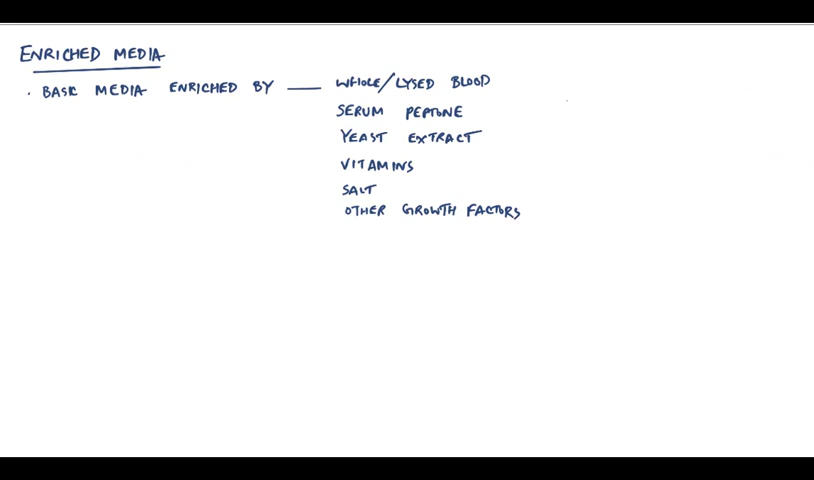 ENRICHED MEDIA
. BASIC MEDIA ENRICHED BY — WHOLE/LYSED BLOOD
SERUM PEPTONE
YEAST EXTRACT
VITAMINS
SALT
OTHER GROWTH FACTORS